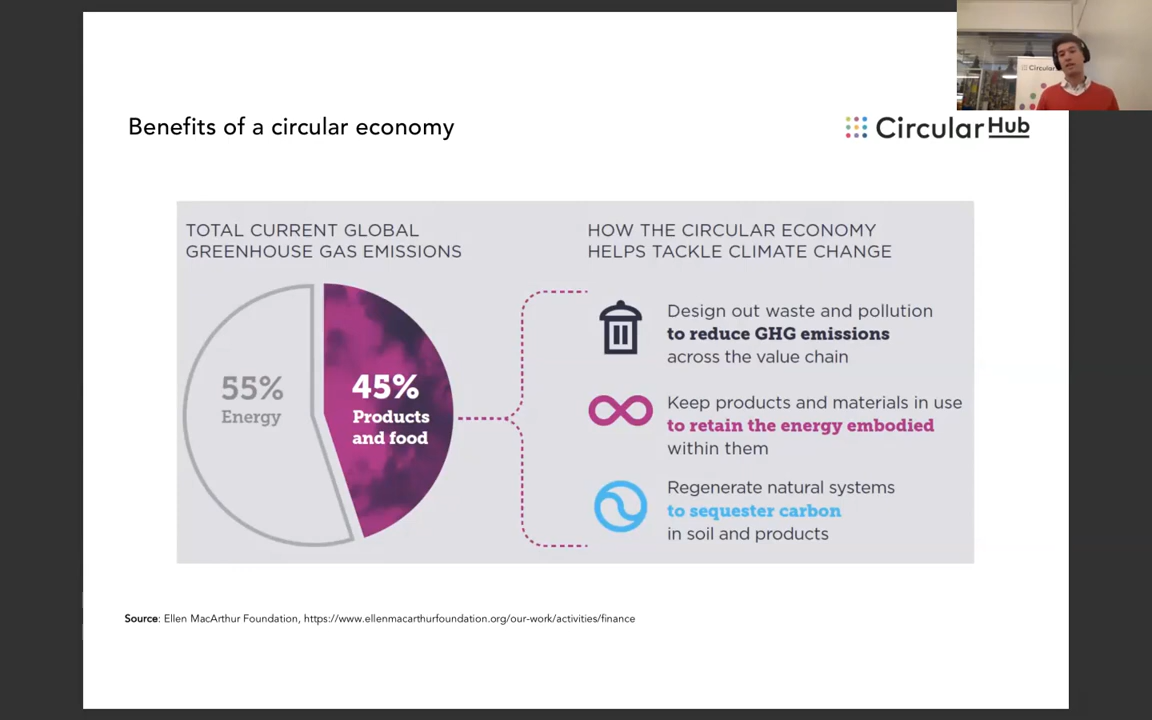 Circular
Benefits of a circular economy
CircularHub
TOTAL CURRENT GLOBAL
GREENHOUSE GAS EMISSIONS
55%
Energy
45%
Products
and food
HOW THE CIRCULAR ECONOMY
HELPS TACKLE CLIMATE CHANGE
Design out waste and pollution
to reduce GHG emissions
across the value chain
Keep products and materials in use
to retain the energy embodied
within them
Regenerate natural systems
to sequester carbon
in soil and products
Source: Ellen MacArthur Foundation, https://www.ellenmacarthurfoundation.org/our-work/activities/finance